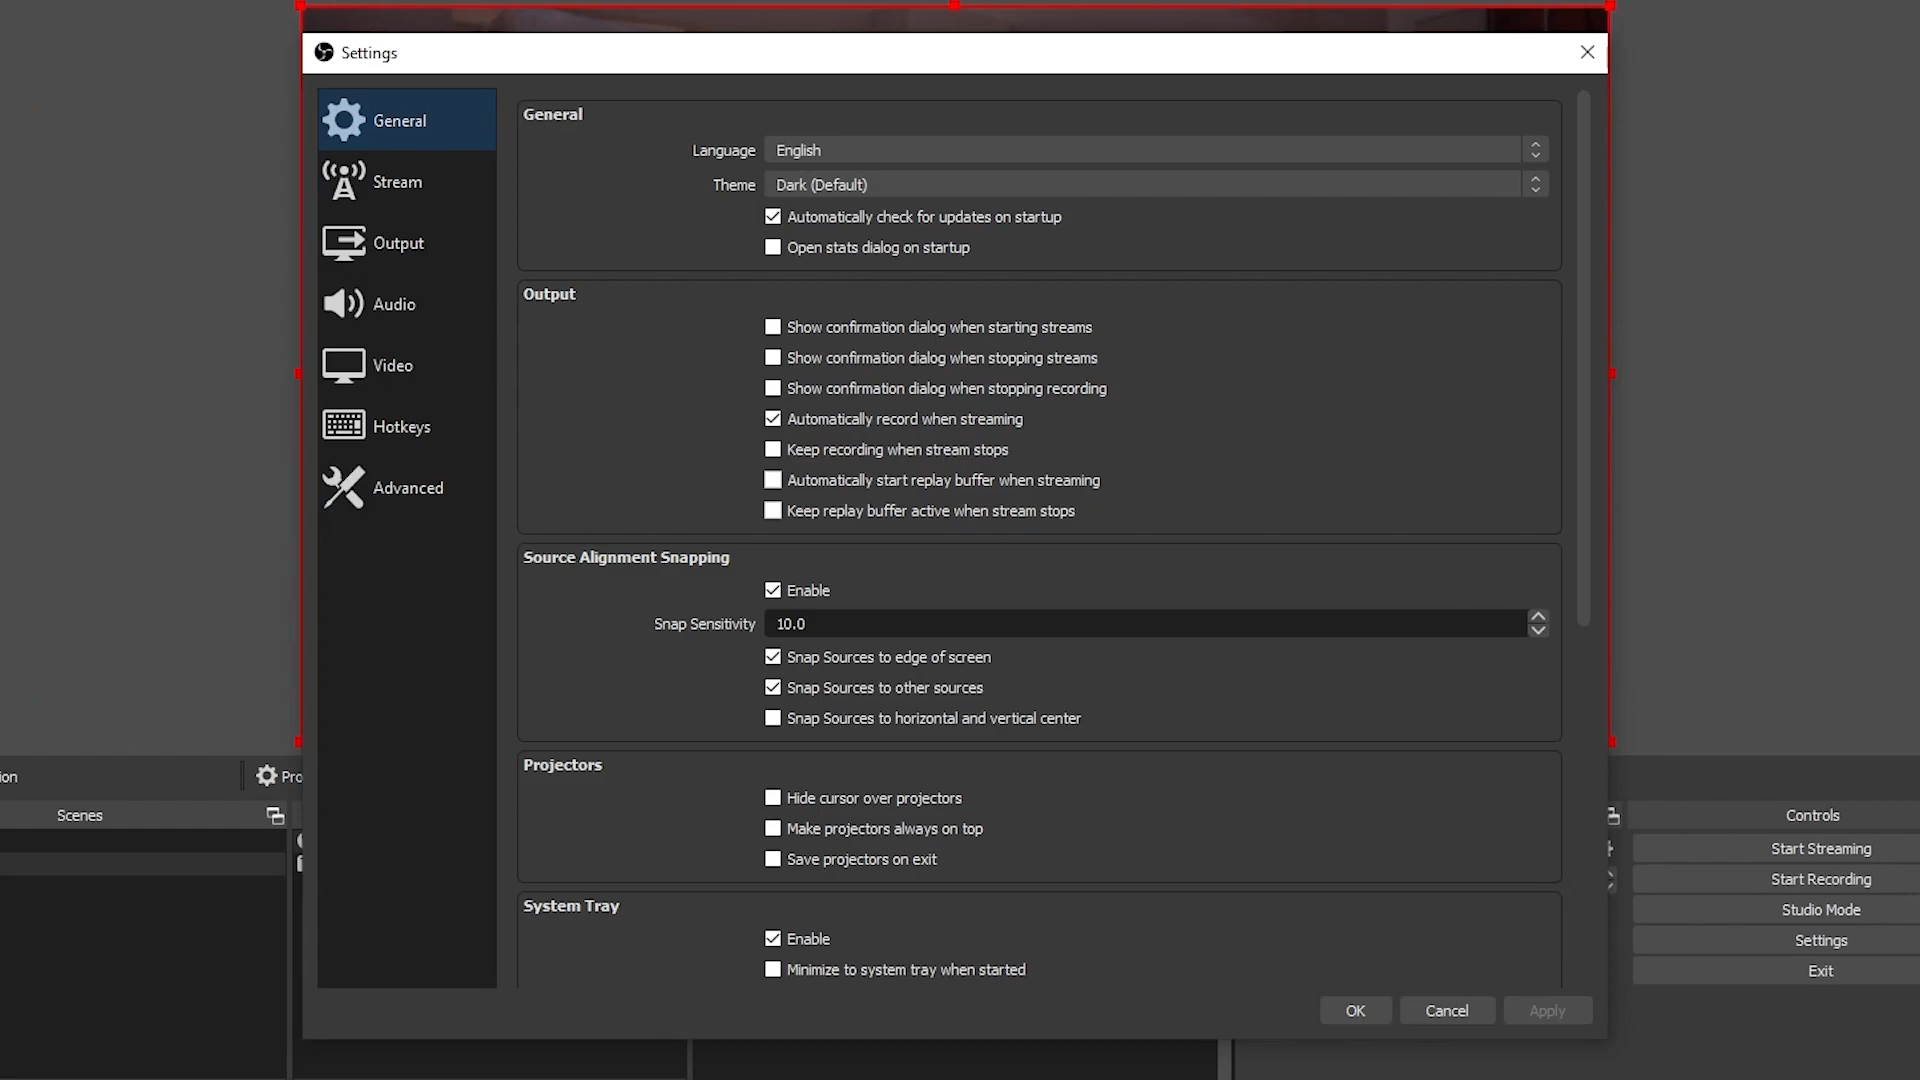 Settings
General
Stream
Output
Audio
Video
Hotkeys
Advanced
General
Language English
Theme Dark (Default)
Automatically check for updates on startup
Open stats dialog on startup
Output
Show confirmation dialog when starting streams
Show confirmation dialog when stopping streams
Show confirmation dialog when stopping recording
Automatically record when streaming
Keep recording when stream stops
Automatically start replay buffer when streaming
Keep replay buffer active when stream stops
Source Alignment Snapping
Enable
Snap Sensitivity 10.0
Snap Sources to edge of screen
Snap Sources to other sources
Snap Sources to horizontal and vertical center
Projectors
Hide cursor over projectors
Make projectors always on top
Save projectors on exit
System Tray
Enable
Minimize to system tray when started
OK Cancel Apply
ion
Pro
Scenes
Controls
Start Streaming
Start Recording
Studio Mode
Settings
Exit